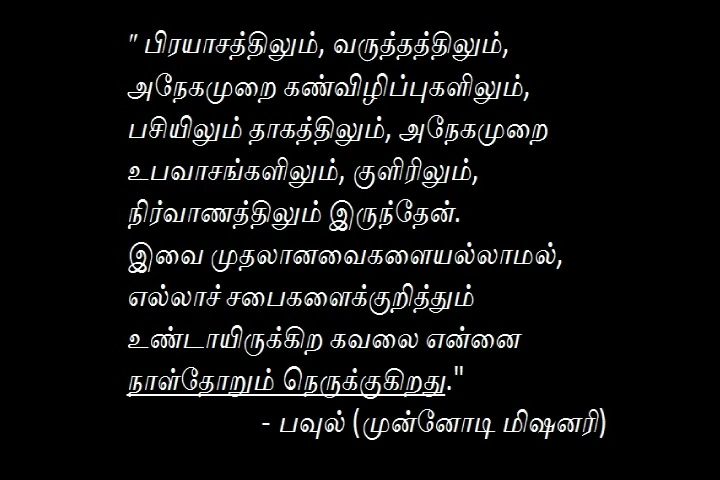 " பிரயாசத்திலும், வருத்தத்திலும்,
அநேகமுறை கண்விழிப்புகளிலும்,
பசியிலும் தாகத்திலும், அநேகமுறை
உபவாசங்களிலும், குளிரிலும்,
நிர்வாணத்திலும் இருந்தேன்.
இவை முதலானவைகளையல்லாமல்,
எல்லாச் சபைகளைக்குறித்தும்
உண்டாயிருக்கிற கவலை என்னை
நாள்தோறும் நெருக்குகிறது."
- பவுல் (முன்னோடி மிஷனரி)